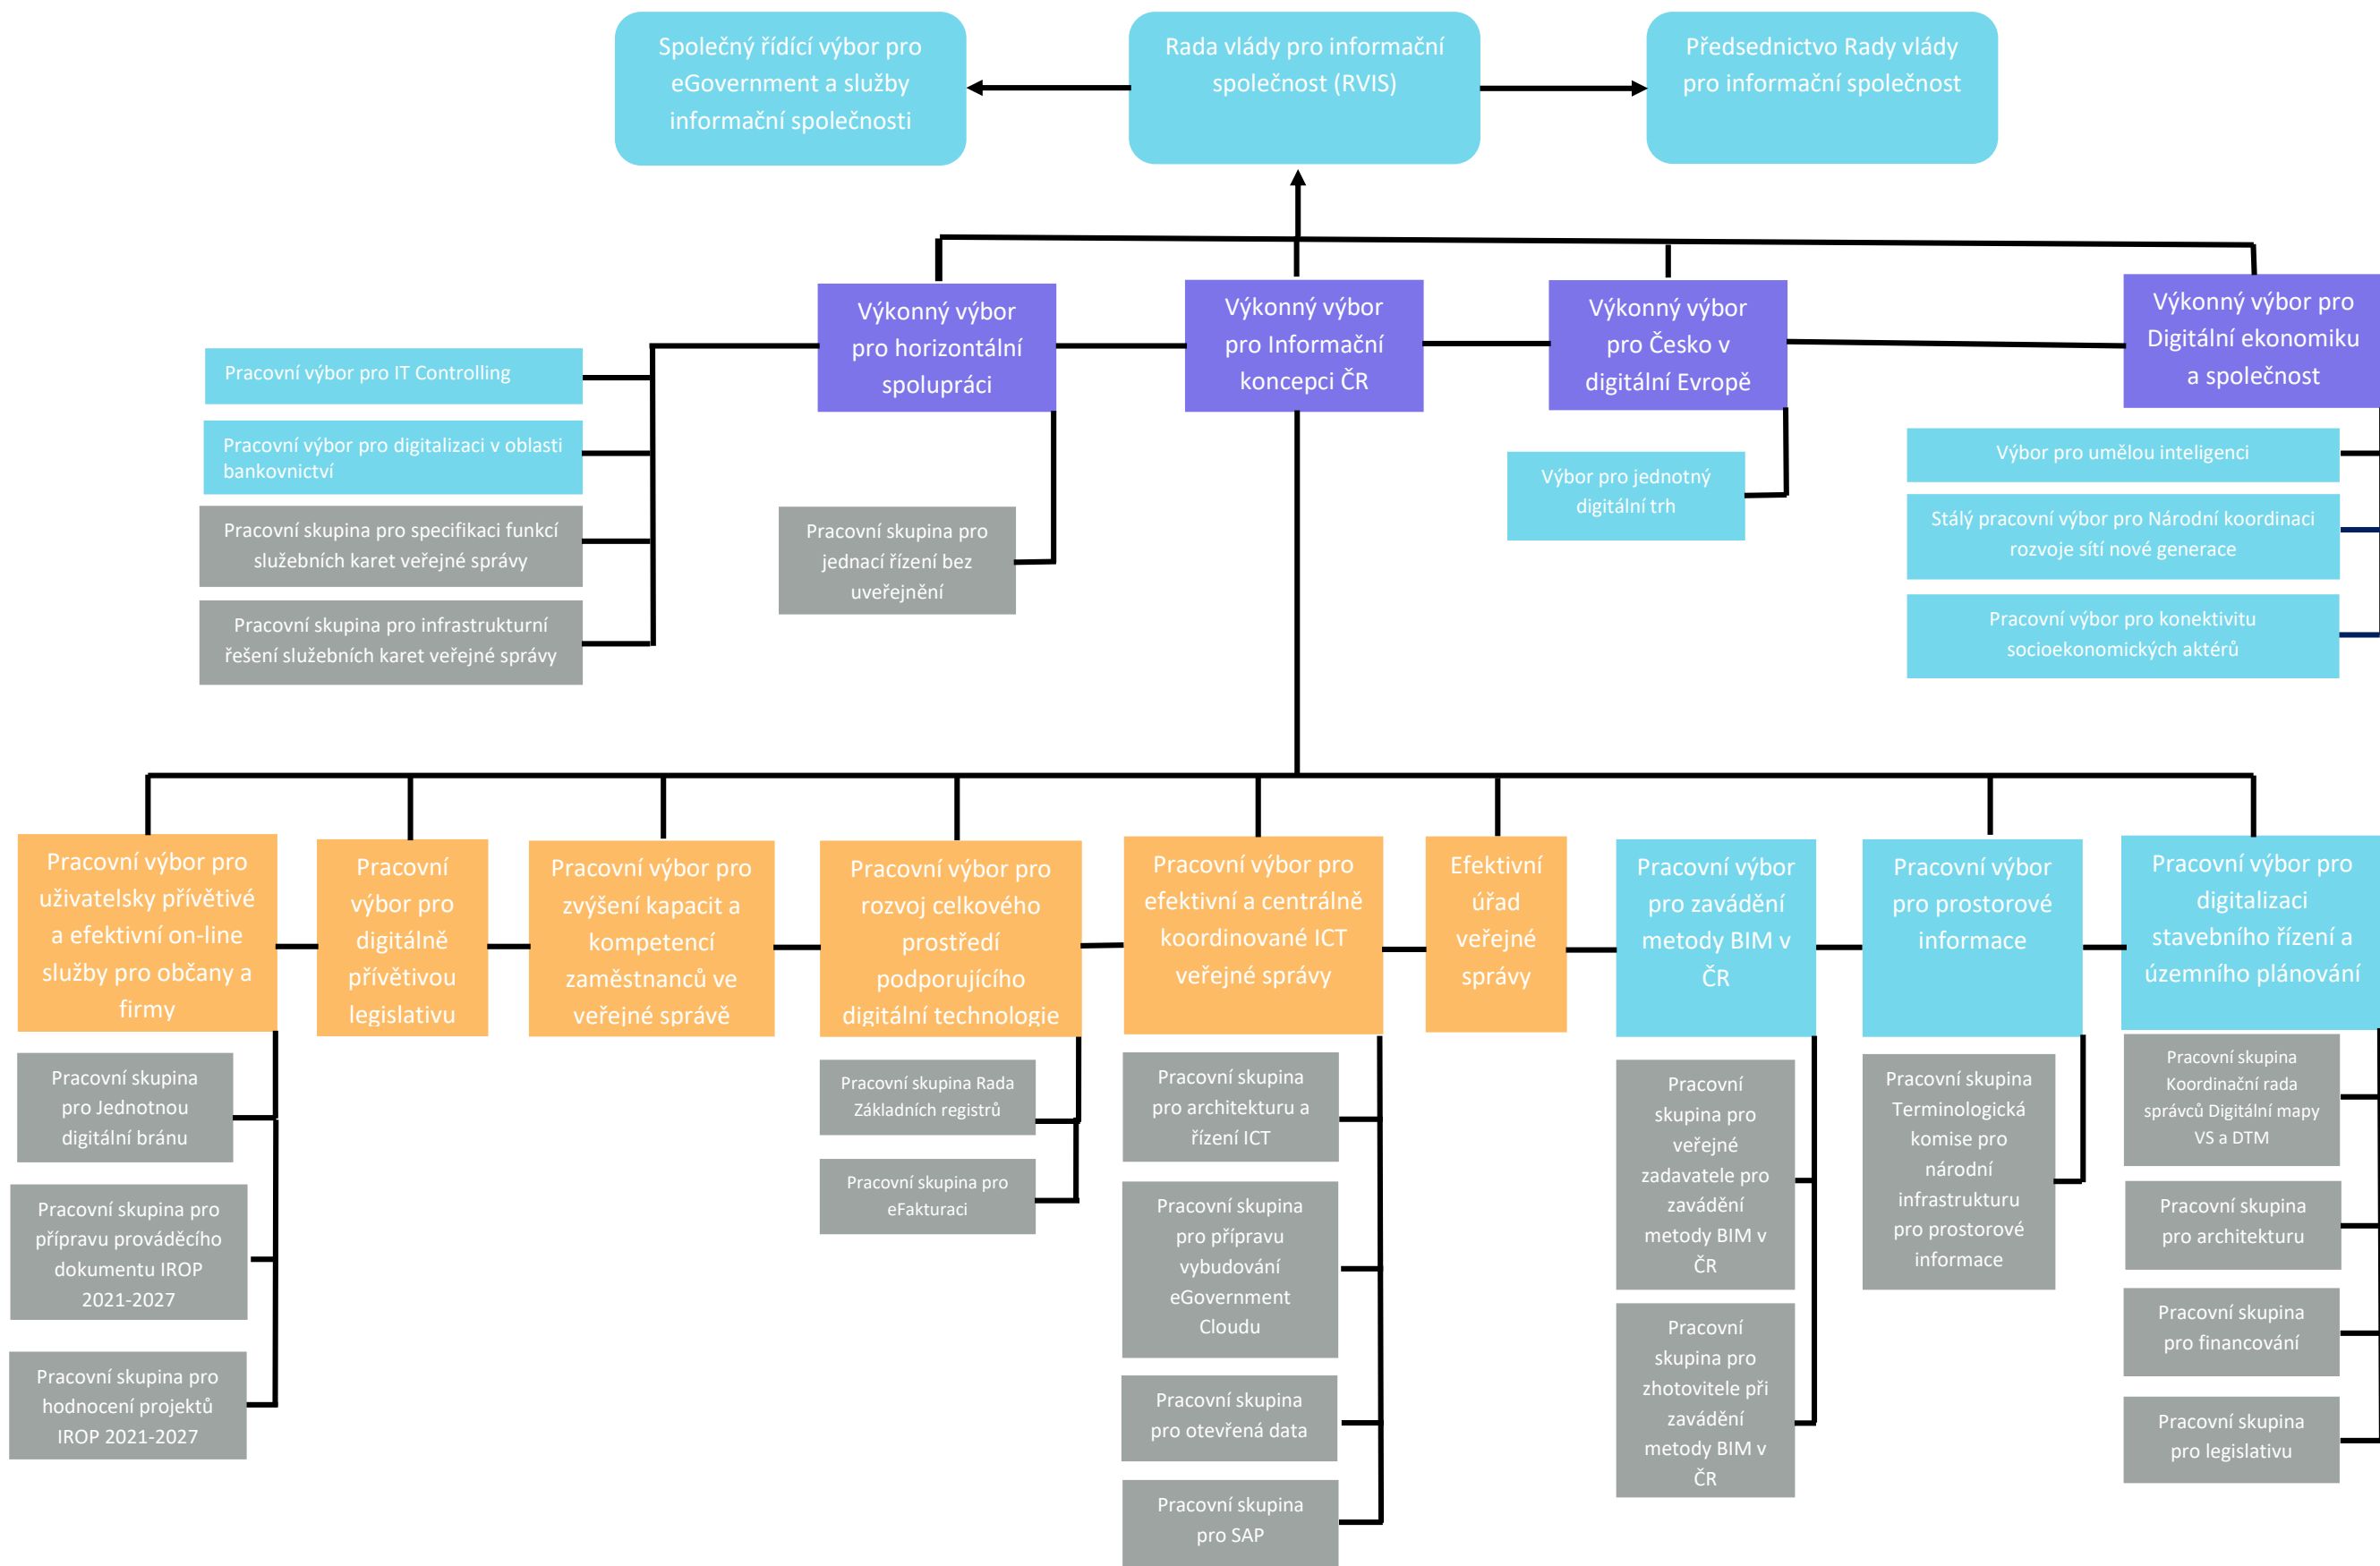 Společný řídící výbor pro
eGovernment a služby
informační společnosti
Rada vlády pro informační
společnost (RVIS)
Předsednictvo Rady vlády
pro informační společnost
Výkonný výbor
pro horizontální
spolupráci
Výkonný výbor
pro Informační
koncepci ČR
Výkonný výbor
pro Česko v
digitální Evropě
Výkonný výbor pro
Digitální ekonomiku
a společnost
Pracovní výbor pro IT Controlling
Pracovní výbor pro digitalizaci v oblasti
bankovnictví
Pracovní skupina pro specifikaci funkcí
služebních karet veřejné správy
Pracovní skupina pro infrastrukturní
řešení služebních karet veřejné správy
Pracovní skupina pro
jednací řízení bez
uveřejnění
Výbor pro jednotný
digitální trh
Výbor pro umělou inteligenci
Stálý pracovní výbor pro Národní koordinaci
rozvoje sítí nové generace
Pracovní výbor pro konektivitu
socioekonomických aktérů
Pracovní výbor pro
uživatelsky přívětivé
a efektivní on-line
služby pro občany a
firmy
Pracovní
výbor pro
digitálně
přívětivou
legislativu
Pracovní výbor pro
zvýšení kapacit a
kompetencí
zaměstnanců ve
veřejné správě
Pracovní výbor pro
rozvoj celkového
prostředí
podporujícího
digitální technologie
Pracovní výbor pro
efektivní a centrálně
koordinované ICT
veřejné správy
Efektivní
úřad
veřejné
správy
Pracovní výbor
pro zavádění
metody BIM v
ČR
Pracovní výbor
pro prostorové
informace
Pracovní výbor pro
digitalizaci
stavebního řízení a
územního plánování
Pracovní skupina
pro Jednotnou
digitální bránu
Pracovní skupina pro
přípravu prováděcího
dokumentu IROP
2021-2027
Pracovní skupina pro
hodnocení projektů
IROP 2021-2027
Pracovní skupina Rada
Základních registrů
Pracovní skupina pro
eFakturaci
Pracovní skupina
pro architekturu a
řízení ICT
Pracovní skupina
pro přípravu
vybudování
eGovernment
Cloudu
Pracovní skupina
pro otevřená data
Pracovní skupina
pro SAP
Pracovní
skupina pro
veřejné
zadavatele pro
zavádění
metody BIM v
ČR
Pracovní
skupina pro
zhotovitele při
zavádění
metody BIM v
ČR
Pracovní skupina
Terminologická
komise pro
národní
infrastrukturu
pro prostorové
informace
Pracovní skupina
Koordinační rada
správců Digitální mapy
VS a DTM
Pracovní skupina
pro architekturu
Pracovní skupina
pro financování
Pracovní skupina
pro legislativu